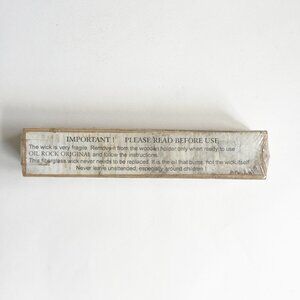 IMPORTANT ! PLEASE READ BEFORE USE
The wick is very fragile. Remove it from the wooden holder only when ready to use
OIL ROCK ORIGINAL and follow the instructions.
This fiberglass wick never needs to be replaced. It is the oil that burns, not the wick itself.
Never leave unattended, especially around children !